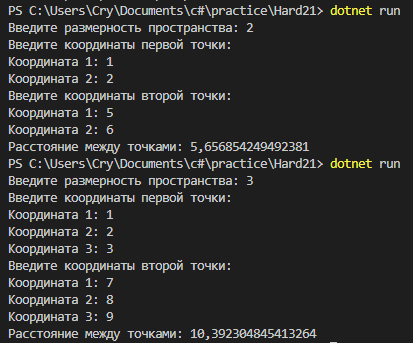 PS C:\Users\Cry\Documents\c#\practice\Hard21> dotnet run
Введите размерность пространства: 2
Введите координаты первой точки:
Координата 1: 1
Координата 2: 2
Введите координаты второй точки:
Координата 1: 5
Координата 2: 6
Расстояние между точками: 5,656854249492381
PS C:\Users\Cry\Documents\c#\practice\Hard21> dotnet run
Введите размерность пространства: 3
Введите координаты первой точки:
Координата 1: 1
Координата 2: 2
Координата 3: 3
Введите координаты второй точки:
Координата 1: 7
Координата 2: 8
Координата 3: 9
Расстояние между точками: 10,392304845413264